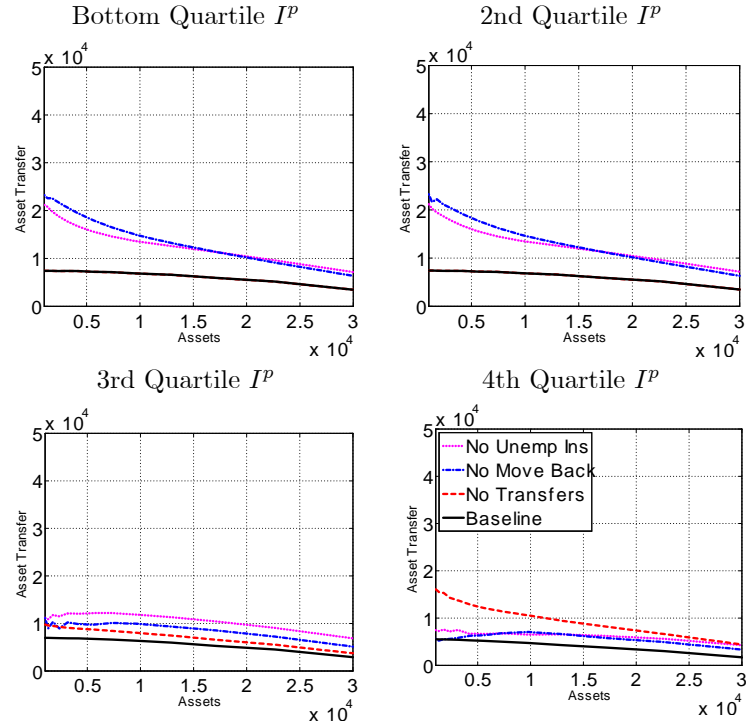 Bottom Quartile I^p
2nd Quartile I^p
x 10^4
5
4
3
2
1
0
Asset Transfer
0.5 1 1.5 2 2.5 3
Assets
x 10^4
x 10^4
5
4
3
2
1
0
Asset Transfer
0.5 1 1.5 2 2.5 3
Assets
x 10^4
3rd Quartile I^p
4th Quartile I^p
x 10^4
5
4
3
2
1
0
Asset Transfer
0.5 1 1.5 2 2.5 3
Assets
x 10^4
x 10^4
5
4
3
2
1
0
Asset Transfer
No Unemp Ins
No Move Back
No Transfers
Baseline
0.5 1 1.5 2 2.5 3
Assets
x 10^4